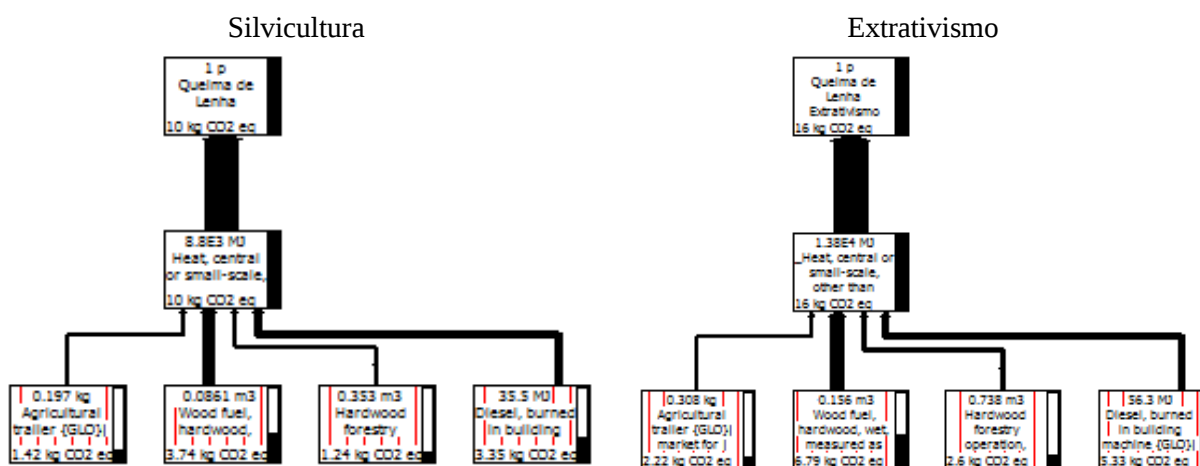 Silvicultura
1 p
Queima de
Lenha
10 kg CO2 eq
8.8E3 MJ
Heat, central
or small-scale,
10 kg CO2 eq
0.197 kg
Agricultural
trailer {GLO}|
1.42 kg CO2 eq
0.0861 m3
Wood fuel,
hardwood,
3.74 kg CO2 eq
0.353 m3
Hardwood
forestry
1.24 kg CO2 eq
35.5 MJ
Diesel, burned
in building
3.35 kg CO2 eq
Extrativismo
1 p
Queima de
Lenha
Extrativismo
16 kg CO2 eq
1.38E4 MJ
Heat, central or
small-scale,
other than
16 kg CO2 eq
0.308 kg
Agricultural
trailer {GLO}|
market for |
2.22 kg CO2 eq
0.156 m3
Wood fuel,
hardwood, wet,
measured as
6.79 kg CO2 eq
0.738 m3
Hardwood
forestry
operation,
2.6 kg CO2 eq
56.3 MJ
Diesel, burned
in building
machine {GLO}|
5.33 kg CO2 eq